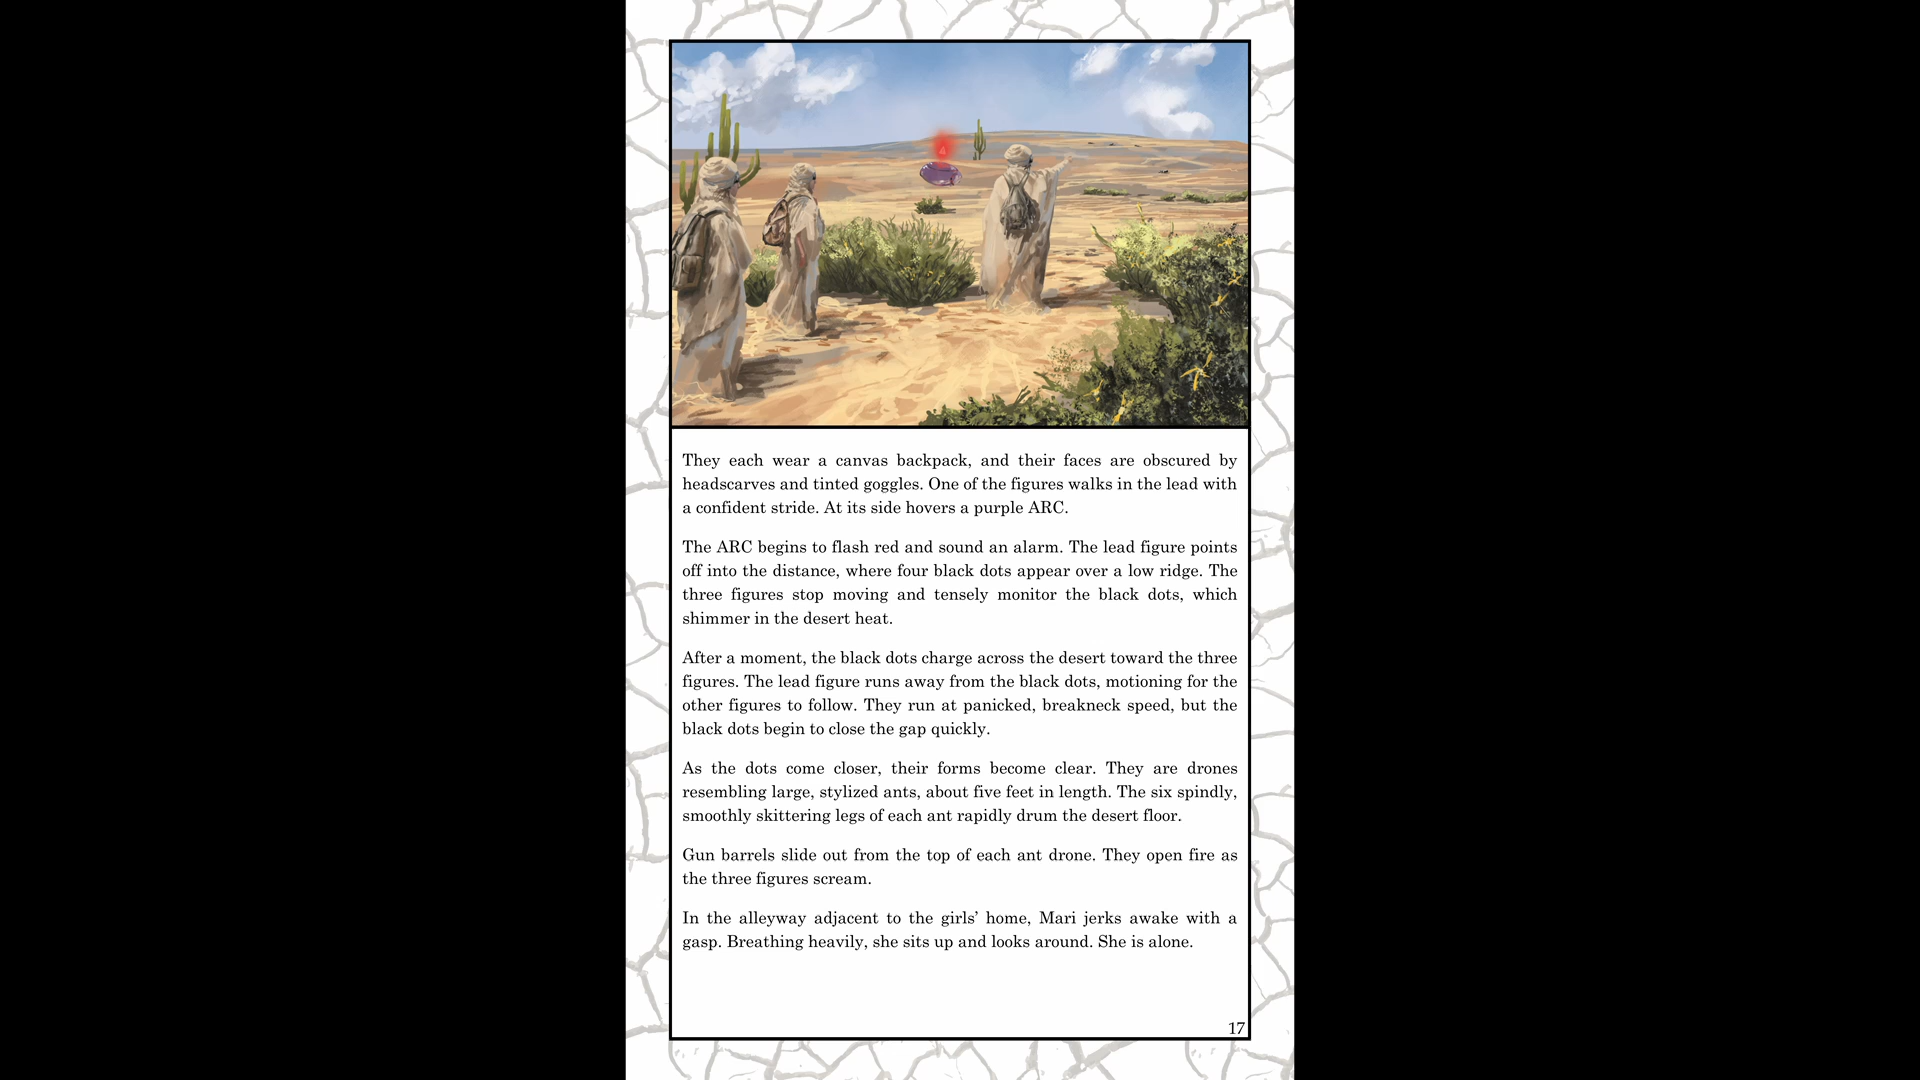 They each wear a canvas backpack, and their faces are obscured by
headscarves and tinted goggles. One of the figures walks in the lead with
a confident stride. At its side hovers a purple ARC.
The ARC begins to flash red and sound an alarm. The lead figure points
off into the distance, where four black dots appear over a low ridge. The
three figures stop moving and tensely monitor the black dots, which
shimmer in the desert heat.
After a moment, the black dots charge across the desert toward the three
figures. The lead figure runs away from the black dots, motioning for the
other figures to follow. They run at panicked, breakneck speed, but the
black dots begin to close the gap quickly.
As the dots come closer, their forms become clear. They are drones
resembling large, stylized ants, about five feet in length. The six spindly,
smoothly skittering legs of each ant rapidly drum the desert floor.
Gun barrels slide out from the top of each ant drone. They open fire as
the three figures scream.
In the alleyway adjacent to the girls’ home, Mari jerks awake with a
gasp. Breathing heavily, she sits up and looks around. She is alone.
17